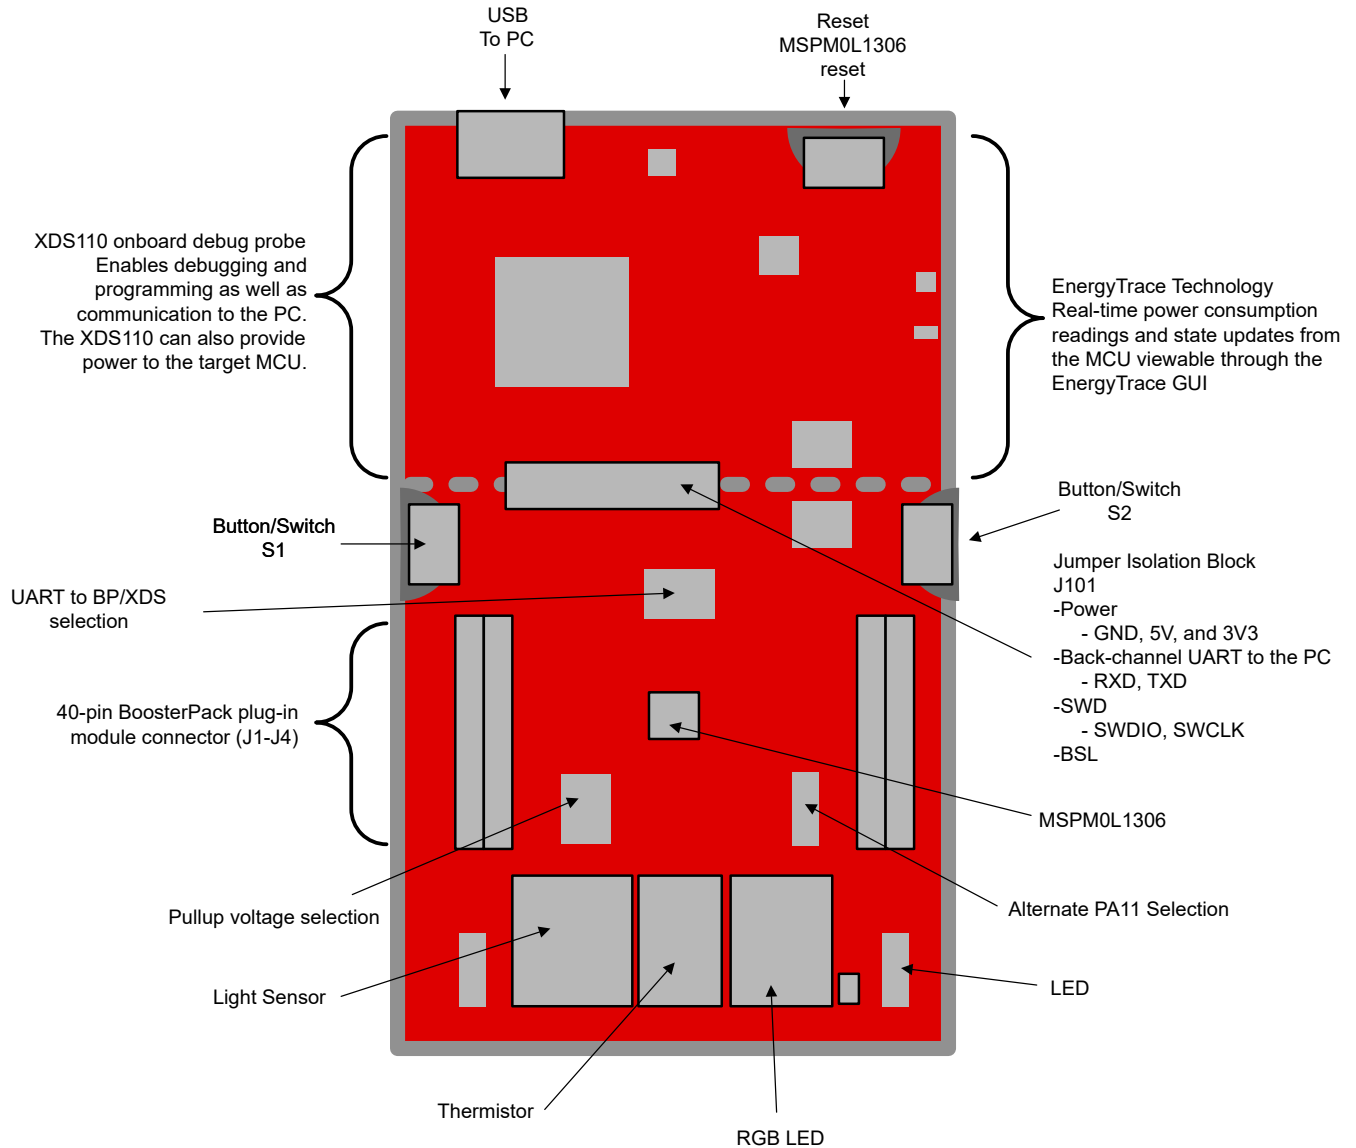 USB
To PC
Reset
MSPM0L1306
reset
XDS110 onboard debug probe
Enables debugging and
programming as well as
communication to the PC.
The XDS110 can also provide
power to the target MCU.
EnergyTrace Technology
Real-time power consumption
readings and state updates from
the MCU viewable through the
EnergyTrace GUI
Button/Switch
S1
Button/Switch
S2
UART to BP/XDS
selection
Jumper Isolation Block
J101
-Power
- GND, 5V, and 3V3
-Back-channel UART to the PC
- RXD, TXD
-SWD
- SWDIO, SWCLK
-BSL
40-pin BoosterPack plug-in
module connector (J1-J4)
MSPM0L1306
Pullup voltage selection
Alternate PA11 Selection
Light Sensor
LED
Thermistor
RGB LED